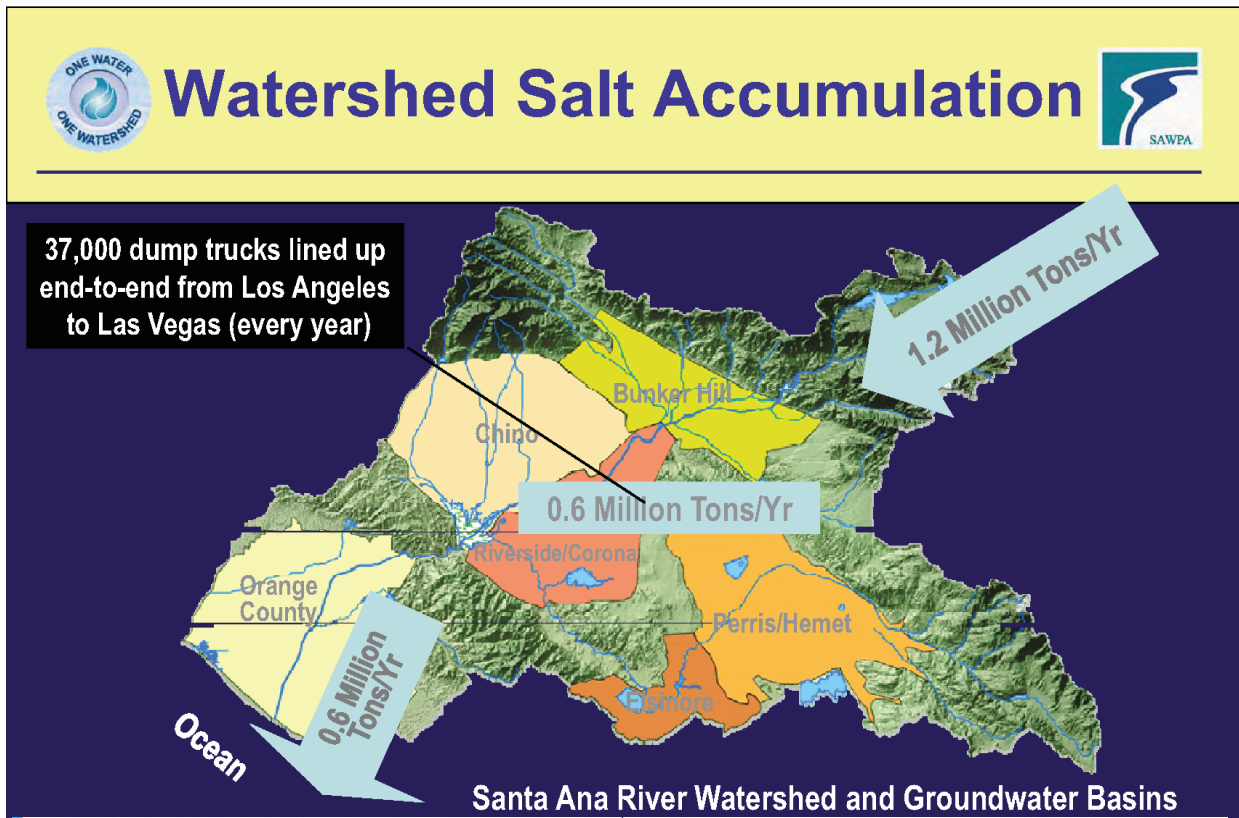 ONE WATER
ONE WATERSHED
Watershed Salt Accumulation
SAWPA
37,000 dump trucks lined up
end-to-end from Los Angeles
to Las Vegas (every year)
1.2 Million Tons/Yr
Bunker Hill
Chino
0.6 Million Tons/Yr
Riverside/Corona
Orange
County
Perris/Hemet
Elsinore
0.6 Million
Tons/Yr
Ocean
Santa Ana River Watershed and Groundwater Basins